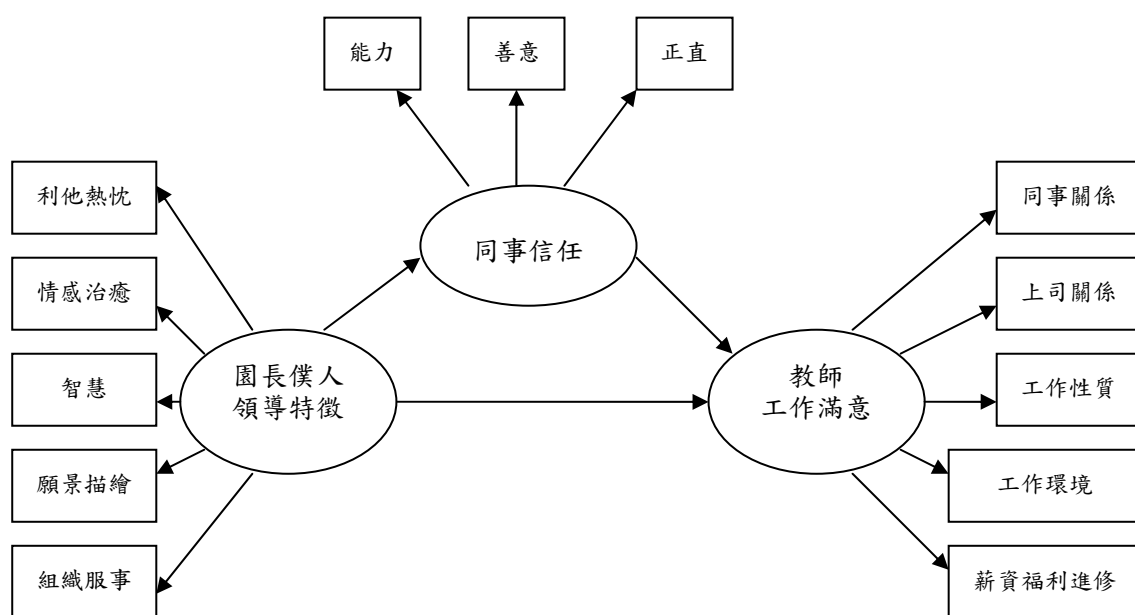 能力
善意
正直
利他熱忱
同事關係
同事信任
情感治癒
上司關係
智慧
園長僕人
領導特徵
教師
工作滿意
工作性質
願景描繪
工作環境
組織服事
薪資福利進修